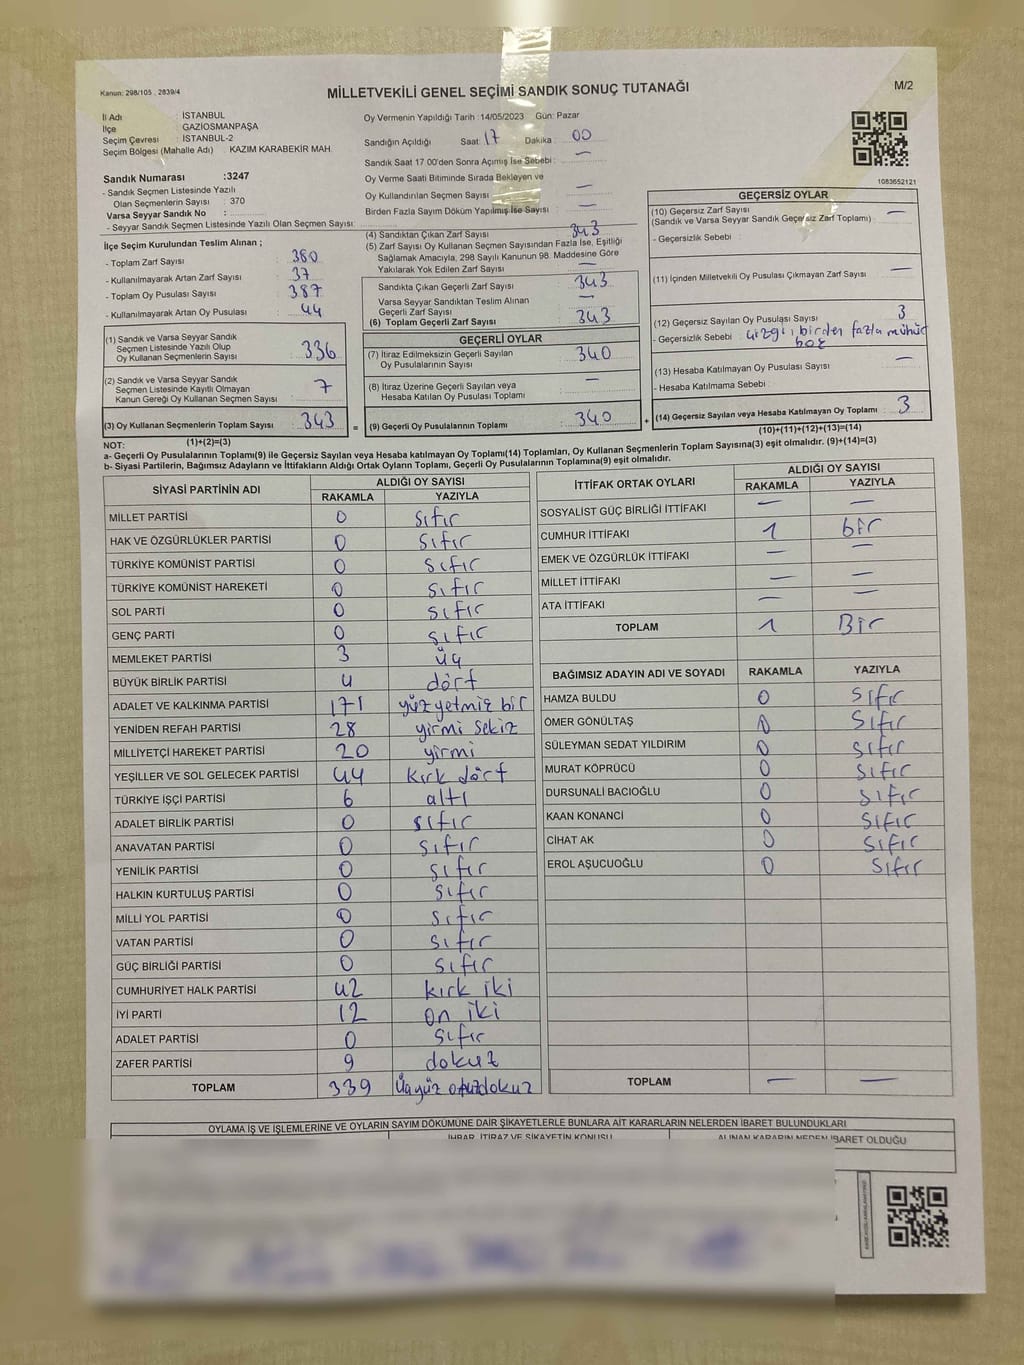 Kanun: 298/105 , 2839/4
MİLLETVEKİLİ GENEL SEÇİMİ SANDIK SONUÇ TUTANAĞI
M/2
İl Adı : İSTANBUL
İlçe : GAZİOSMANPAŞA
Seçim Çevresi : İSTANBUL-2
Seçim Bölgesi (Mahalle Adı) : KAZIM KARABEKİR MAH.
Oy Vermenin Yapıldığı Tarih :14/05/2023 Gün: Pazar
Sandığın Açıldığı Saat: 17 Dakika : 00
Sandık Saat 17:00'den Sonra Açılmış İse Sebebi : —
Oy Verme Saati Bitiminde Sırada Bekleyen ve
Oy Kullandırılan Seçmen Sayısı : —
Birden Fazla Sayım Döküm Yapılmış İse Sayısı : —
1083652121
Sandık Numarası :3247
- Sandık Seçmen Listesinde Yazılı
Olan Seçmenlerin Sayısı : 370
Varsa Seyyar Sandık No :
- Seyyar Sandık Seçmen Listesinde Yazılı Olan Seçmen Sayısı:
İlçe Seçim Kurulundan Teslim Alınan ;
- Toplam Zarf Sayısı : 380
- Kullanılmayarak Artan Zarf Sayısı : 37
- Toplam Oy Pusulası Sayısı : 387
- Kullanılmayarak Artan Oy Pusulası : 44
(1) Sandık ve Varsa Seyyar Sandık
Seçmen Listesinde Yazılı Olup
Oy Kullanan Seçmenlerin Sayısı : 336
(2) Sandık ve Varsa Seyyar Sandık
Seçmen Listesinde Kayıtlı Olmayan
Kanun Gereği Oy Kullanan Seçmen Sayısı : 7
(3) Oy Kullanan Seçmenlerin Toplam Sayısı : 343
(1)+(2)=(3)
(4) Sandıktan Çıkan Zarf Sayısı : 343
(5) Zarf Sayısı Oy Kullanan Seçmen Sayısından Fazla İse, Eşitliği
Sağlamak Amacıyla, 298 Sayılı Kanunun 98. Maddesine Göre
Yakılarak Yok Edilen Zarf Sayısı : —
Sandıkta Çıkan Geçerli Zarf Sayısı : 343
Varsa Seyyar Sandıktan Teslim Alınan
Geçerli Zarf Sayısı : —
(6) Toplam Geçerli Zarf Sayısı : 343
GEÇERLİ OYLAR
(7) İtiraz Edilmeksizin Geçerli Sayılan
Oy Pusulalarının Sayısı : 340
(8) İtiraz Üzerine Geçerli Sayılan veya
Hesaba Katılan Oy Pusulası Toplamı : —
= (9) Geçerli Oy Pusulalarının Toplamı : 340
GEÇERSİZ OYLAR
(10) Geçersiz Zarf Sayısı : —
(Sandık ve Varsa Seyyar Sandık Geçersiz Zarf Toplamı)
- Geçersizlik Sebebi :
(11) İçinden Milletvekili Oy Pusulası Çıkmayan Zarf Sayısı : —
(12) Geçersiz Sayılan Oy Pusulası Sayısı : 3
- Geçersizlik Sebebi : çizgi, birden fazla mühür
boş
(13) Hesaba Katılmayan Oy Pusulası Sayısı : —
- Hesaba Katılmama Sebebi :
+ (14) Geçersiz Sayılan veya Hesaba Katılmayan Oy Toplamı : 3
(10)+(11)+(12)+(13)=(14)
NOT:
a- Geçerli Oy Pusulalarının Toplamı(9) ile Geçersiz Sayılan veya Hesaba katılmayan Oy Toplamı(14) Toplamları, Oy Kullanan Seçmenlerin Toplam Sayısına(3) eşit olmalıdır. (9)+(14)=(3)
b- Siyasi Partilerin, Bağımsız Adayların ve İttifakların Aldığı Ortak Oyların Toplamı, Geçerli Oy Pusulalarının Toplamına(9) eşit olmalıdır.
SİYASİ PARTİNİN ADI ALDIĞI OY SAYISI
RAKAMLA YAZIYLA
MİLLET PARTİSİ 0 sıfır
HAK VE ÖZGÜRLÜKLER PARTİSİ 0 sıfır
TÜRKİYE KOMÜNİST PARTİSİ 0 sıfır
TÜRKİYE KOMÜNİST HAREKETİ 0 sıfır
SOL PARTİ 0 sıfır
GENÇ PARTİ 0 sıfır
MEMLEKET PARTİSİ 3 üç
BÜYÜK BİRLİK PARTİSİ 4 dört
ADALET VE KALKINMA PARTİSİ 171 yüz yetmiş bir
YENİDEN REFAH PARTİSİ 28 yirmi sekiz
MİLLİYETÇİ HAREKET PARTİSİ 20 yirmi
YEŞİLLER VE SOL GELECEK PARTİSİ 44 kırk dört
TÜRKİYE İŞÇİ PARTİSİ 6 altı
ADALET BİRLİK PARTİSİ 0 sıfır
ANAVATAN PARTİSİ 0 sıfır
YENİLİK PARTİSİ 0 sıfır
HALKIN KURTULUŞ PARTİSİ 0 sıfır
MİLLİ YOL PARTİSİ 0 sıfır
VATAN PARTİSİ 0 sıfır
GÜÇ BİRLİĞİ PARTİSİ 0 sıfır
CUMHURİYET HALK PARTİSİ 42 kırk iki
İYİ PARTİ 12 on iki
ADALET PARTİSİ 0 sıfır
ZAFER PARTİSİ 9 dokuz
TOPLAM 339 üçyüz otuzdokuz
İTTİFAK ORTAK OYLARI ALDIĞI OY SAYISI
RAKAMLA YAZIYLA
SOSYALİST GÜÇ BİRLİĞİ İTTİFAKI — —
CUMHUR İTTİFAKI 1 bir
EMEK VE ÖZGÜRLÜK İTTİFAKI — —
MİLLET İTTİFAKI — —
ATA İTTİFAKI — —
TOPLAM 1 Bir
BAĞIMSIZ ADAYIN ADI VE SOYADI RAKAMLA YAZIYLA
HAMZA BULDU 0 sıfır
ÖMER GÖNÜLTAŞ 0 sıfır
SÜLEYMAN SEDAT YILDIRIM 0 sıfır
MURAT KÖPRÜCÜ 0 sıfır
DURSUNALİ BACIOĞLU 0 sıfır
KAAN KONANCİ 0 sıfır
CİHAT AK 0 sıfır
EROL AŞUCUOĞLU 0 sıfır
TOPLAM — —
OYLAMA İŞ VE İŞLEMLERİNE VE OYLARIN SAYIM DÖKÜMÜNE DAİR ŞİKAYETLERLE BUNLARA AİT KARARLARIN NELERDEN İBARET BULUNDUKLARI
İHBAR, İTİRAZ VE ŞİKAYETİN KONUSU ALINAN KARARIN NEDEN İBARET OLDUĞU